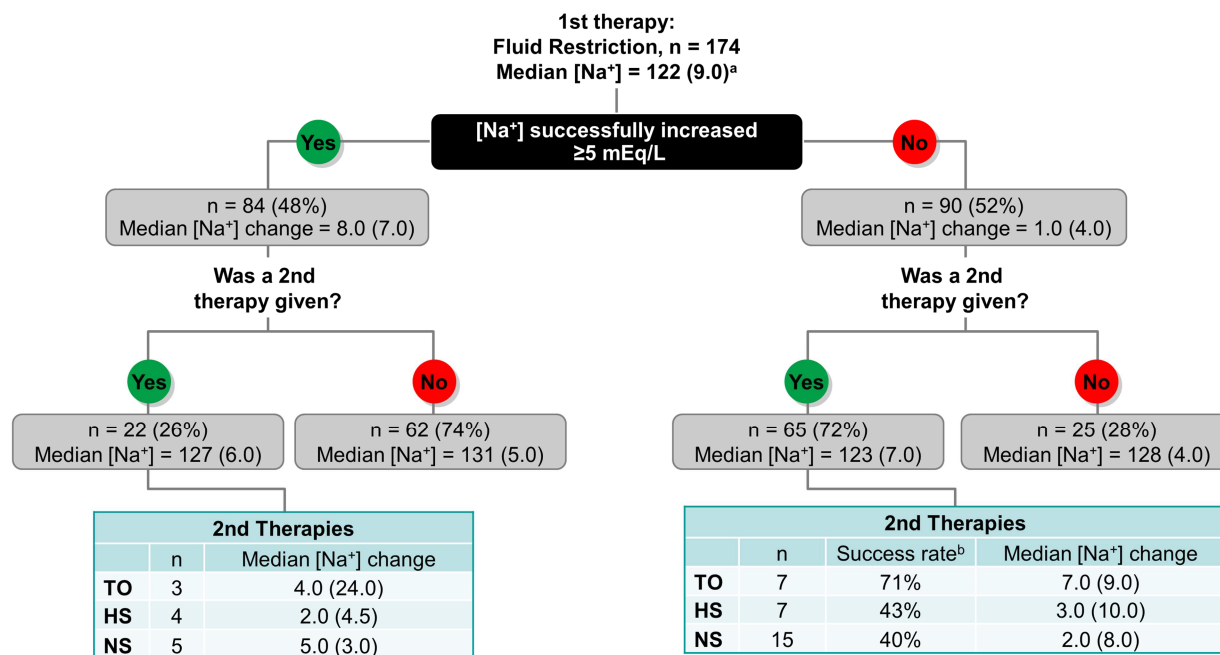 1st therapy:
Fluid Restriction, n = 174
Median [Na⁺] = 122 (9.0)ᵃ
Yes
[Na⁺] successfully increased
≥5 mEq/L
No
n = 84 (48%)
Median [Na⁺] change = 8.0 (7.0)
n = 90 (52%)
Median [Na⁺] change = 1.0 (4.0)
Was a 2nd
therapy given?
Was a 2nd
therapy given?
Yes
No
Yes
No
n = 22 (26%)
Median [Na⁺] = 127 (6.0)
n = 62 (74%)
Median [Na⁺] = 131 (5.0)
n = 65 (72%)
Median [Na⁺] = 123 (7.0)
n = 25 (28%)
Median [Na⁺] = 128 (4.0)
2nd Therapies
n Median [Na⁺] change
TO 3 4.0 (24.0)
HS 4 2.0 (4.5)
NS 5 5.0 (3.0)
2nd Therapies
n Success rateᵇ Median [Na⁺] change
TO 7 71% 7.0 (9.0)
HS 7 43% 3.0 (10.0)
NS 15 40% 2.0 (8.0)